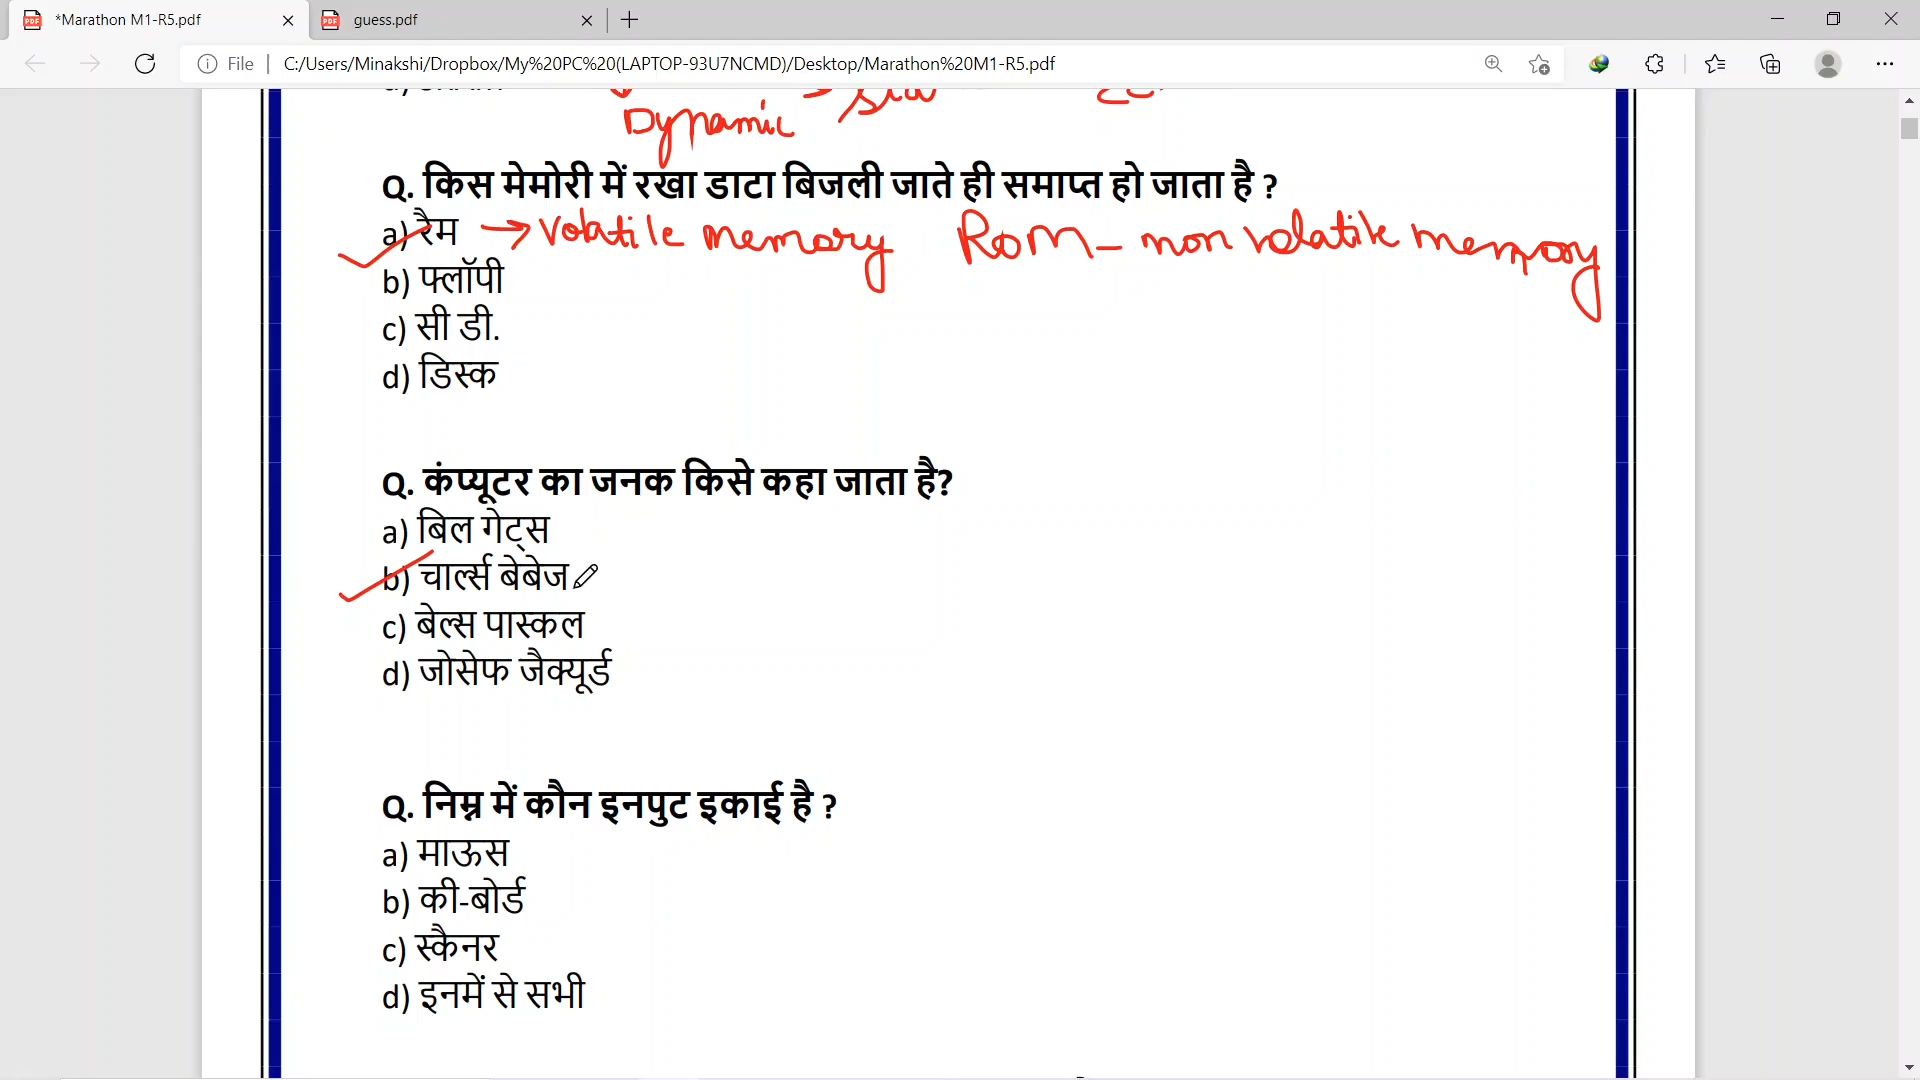 *Marathon M1-R5.pdf
guess.pdf
File
C:/Users/Minakshi/Dropbox/My%20PC%20(LAPTOP-93U7NCMD)/Desktop/Marathon%20M1-R5.pdf
Dynamic
Q. किस मेमोरी में रखा डाटा बिजली जाते ही समाप्त हो जाता है ?
a) रैम → volatile memory ROM - non volatile memory
b) फ्लॉपी
c) सी डी.
d) डिस्क
Q. कंप्यूटर का जनक किसे कहा जाता है?
a) बिल गेट्स
b) चार्ल्स बेबेज
c) बेल्स पास्कल
d) जोसेफ जैक्यूर्ड
Q. निम्न में कौन इनपुट इकाई है ?
a) माऊस
b) की-बोर्ड
c) स्कैनर
d) इनमें से सभी